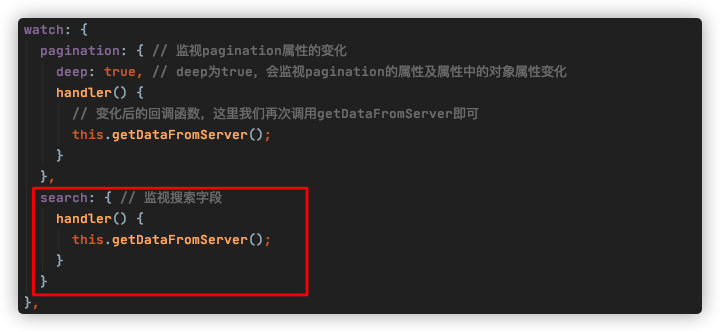 watch: {
pagination: { // 监视pagination属性的变化
deep: true, // deep为true，会监视pagination的属性及属性中的对象属性变化
handler() {
// 变化后的回调函数，这里我们再次调用getDataFromServer即可
this.getDataFromServer();
}
},
search: { // 监视搜索字段
handler() {
this.getDataFromServer();
}
}
},